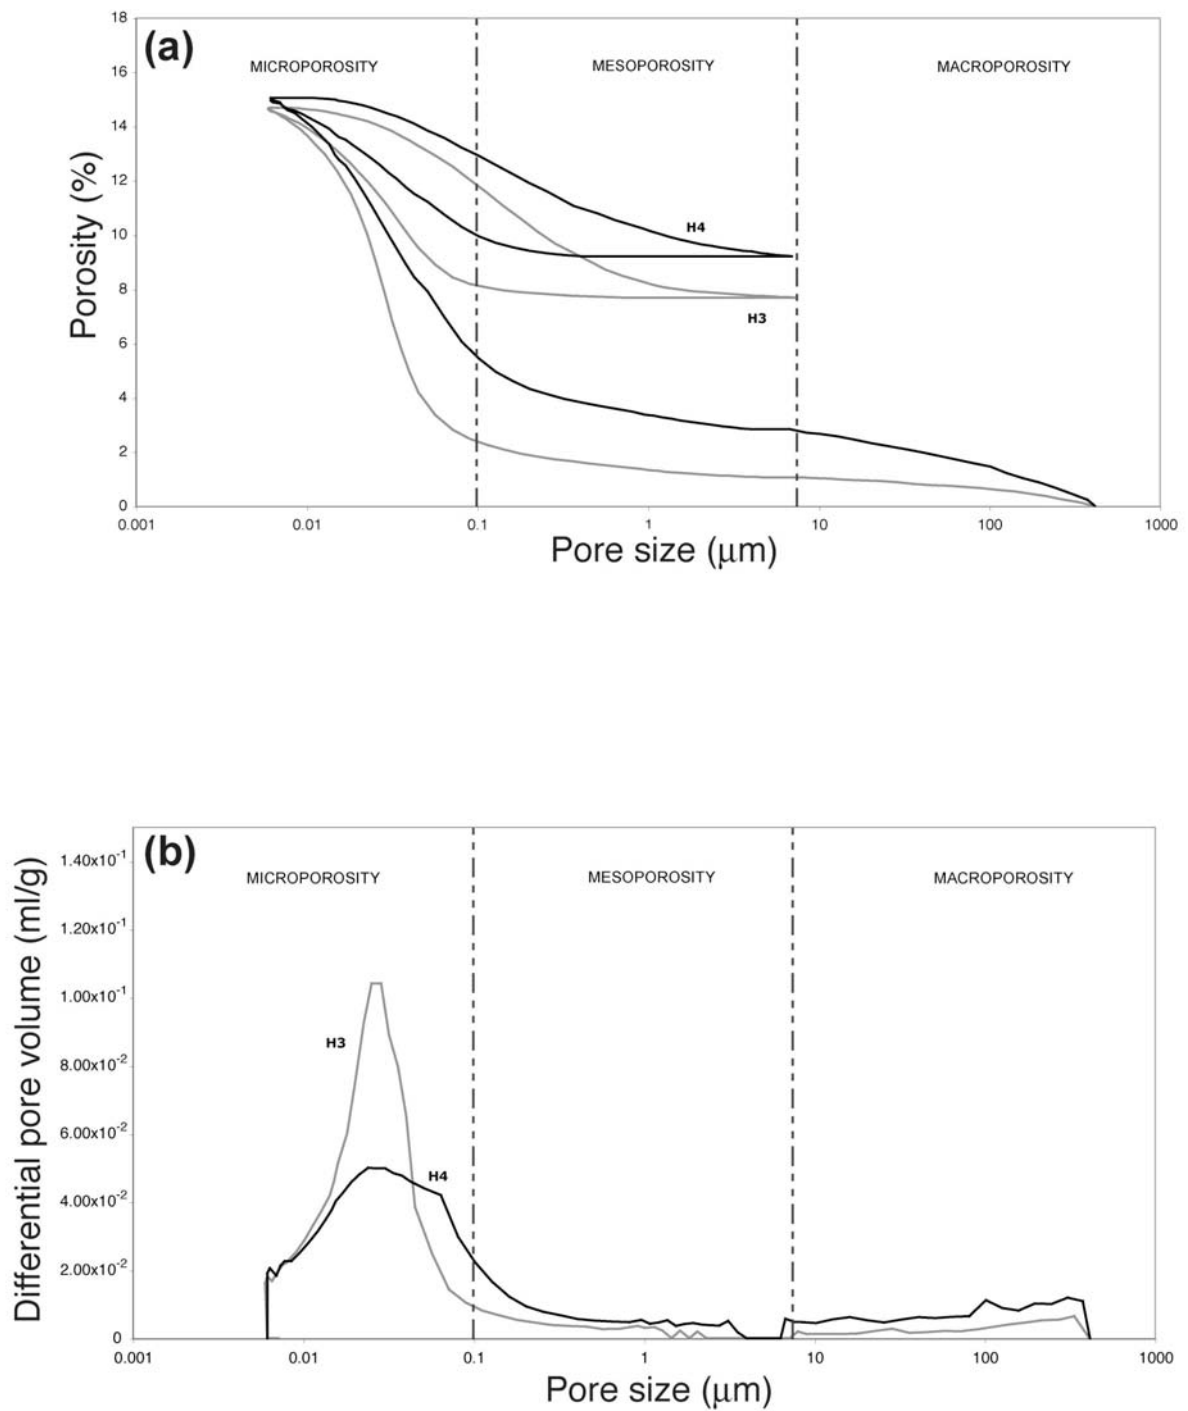 (a)
MICROPOROSITY MESOPOROSITY MACROPOROSITY
Porosity (%)
18
16
14
12
10
8
6
4
2
0
H4
H3
0.001 0.01 0.1 1 10 100 1000
Pore size (μm)
(b)
MICROPOROSITY MESOPOROSITY MACROPOROSITY
Differential pore volume (ml/g)
1.40x10⁻¹
1.20x10⁻¹
1.00x10⁻¹
8.00x10⁻²
6.00x10⁻²
4.00x10⁻²
2.00x10⁻²
0
H3
H4
0.001 0.01 0.1 1 10 100 1000
Pore size (μm)